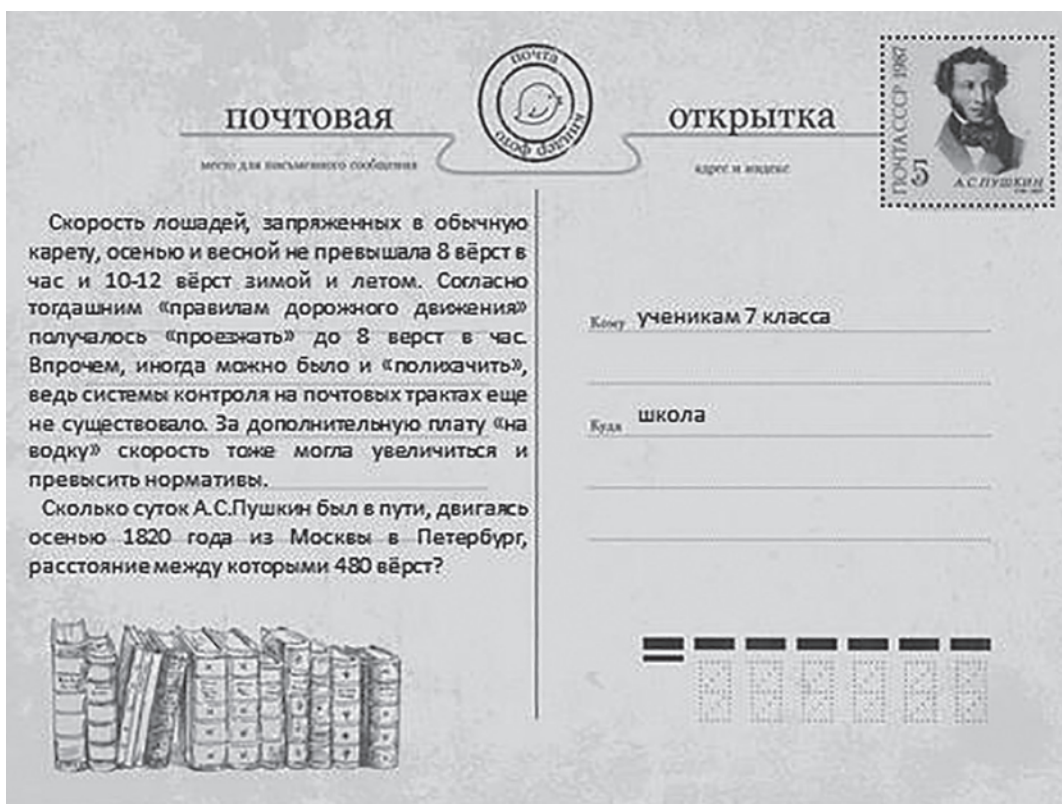 почта
киндер фото
почтовая
открытка
место для письменного сообщения
адрес и индекс
ПОЧТА СССР 1987
5
А.С.ПУШКИН
Скорость лошадей, запряженных в обычную
карету, осенью и весной не превышала 8 вёрст в
час и 10-12 вёрст зимой и летом. Согласно
тогдашним «правилам дорожного движения»
получалось «проезжать» до 8 верст в час.
Впрочем, иногда можно было и «полихачить»,
ведь системы контроля на почтовых трактах еще
не существовало. За дополнительную плату «на
водку» скорость тоже могла увеличиться и
превысить нормативы.
Сколько суток А.С.Пушкин был в пути, двигаясь
осенью 1820 года из Москвы в Петербург,
расстояние между которыми 480 вёрст?
Кому ученикам 7 класса
Куда школа